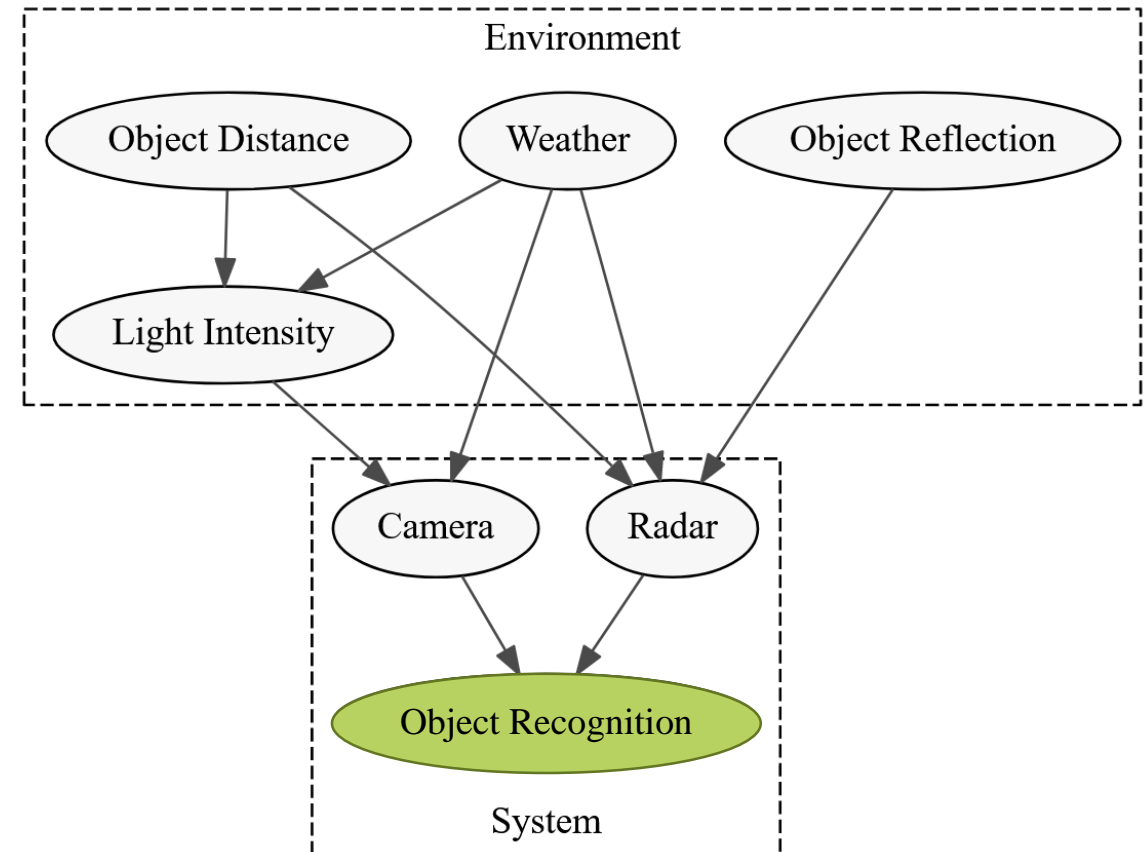 Environment
Object Distance
Weather
Object Reflection
Light Intensity
Camera
Radar
Object Recognition
System